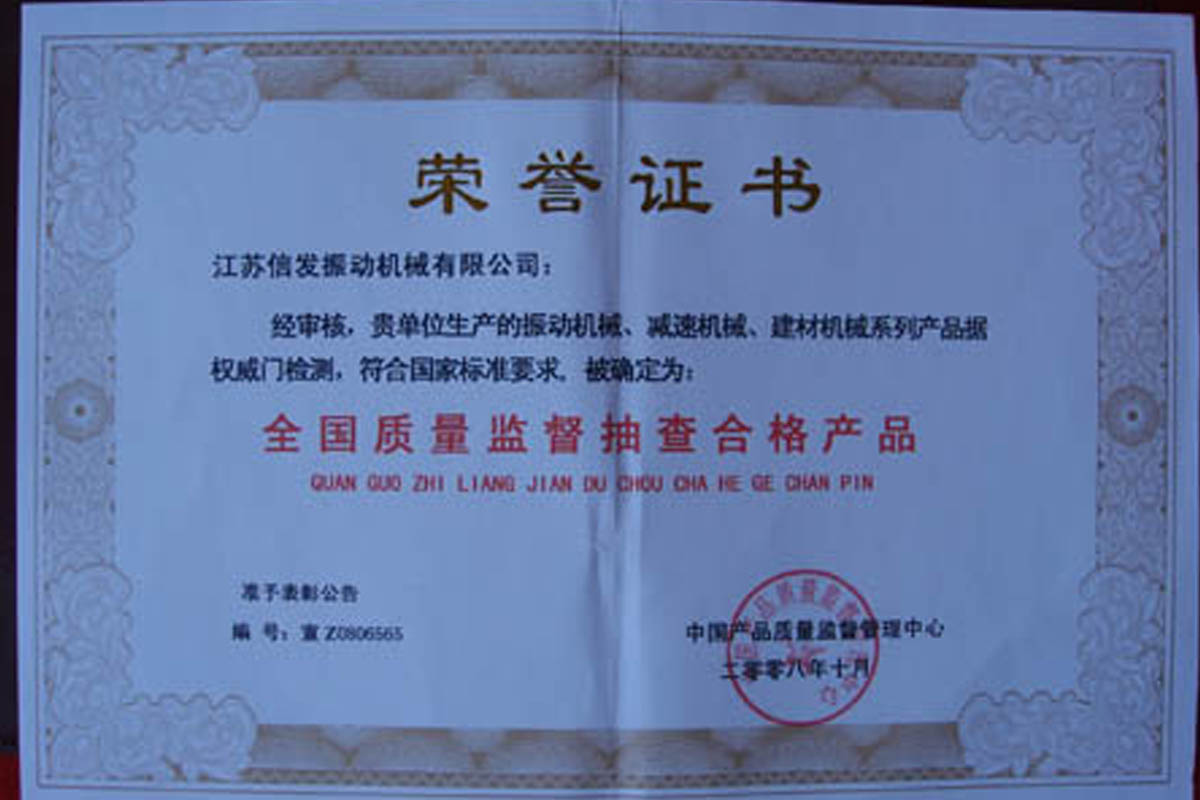 荣誉证书
江苏信发振动机械有限公司：
经审核，贵单位生产的振动机械、减速机械、建材机械系列产品据
权威门检测，符合国家标准要求。被确定为：
全国质量监督抽查合格产品
QUAN GUO ZHI LIANG JIAN DU CHOU CHA HE GE CHAN PIN
准予表彰公告
编 号：宣Z0806565
中国产品质量监督管理中心
二零零八年十月